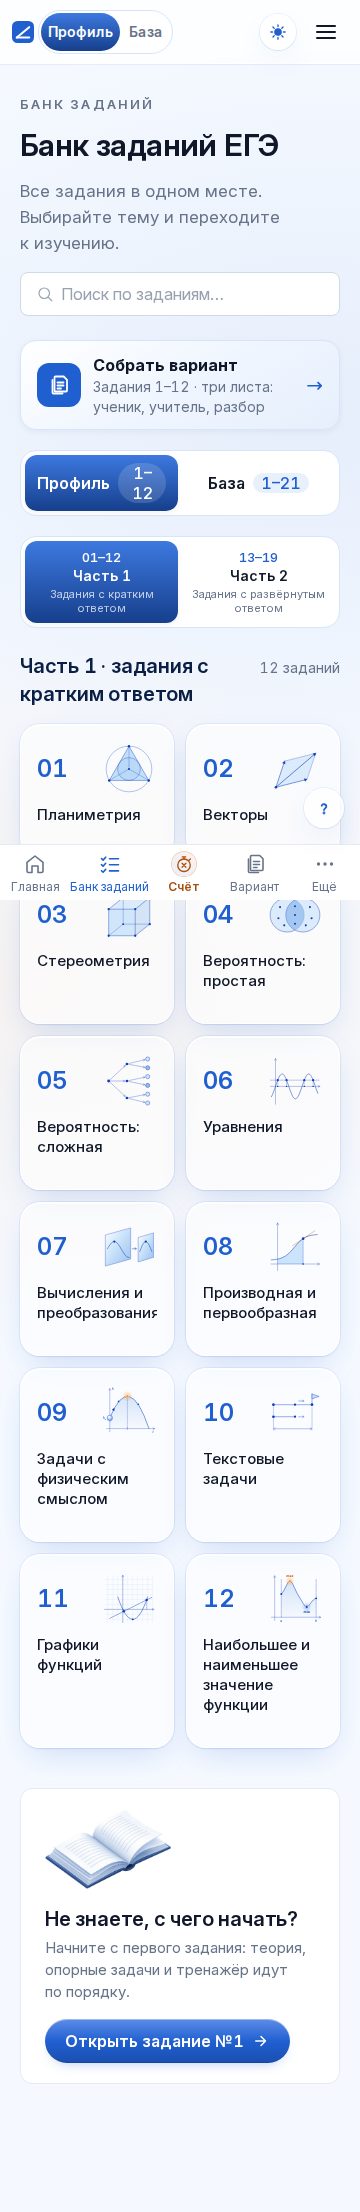 Профиль База
БАНК ЗАДАНИЙ
Банк заданий ЕГЭ
Все задания в одном месте.
Выбирайте тему и переходите
к изучению.
Поиск по заданиям...
Собрать вариант
Задания 1–12 · три листа:
ученик, учитель, разбор
→
Профиль 1–
12
База 1–21
01–12
Часть 1
Задания с кратким
ответом
13–19
Часть 2
Задания с развёрнутым
ответом
Часть 1 · задания с
кратким ответом
12 заданий
01
Планиметрия
02
Векторы
?
Главная Банк заданий Счёт Вариант Ещё
03
Стереометрия
04
Вероятность:
простая
05
Вероятность:
сложная
06
Уравнения
07
Вычисления и
преобразования
08
Производная и
первообразная
09
Задачи с
физическим
смыслом
10
Текстовые
задачи
11
Графики
функций
12
Наибольшее и
наименьшее
значение
функции
Не знаете, с чего начать?
Начните с первого задания: теория,
опорные задачи и тренажёр идут
по порядку.
Открыть задание №1 →